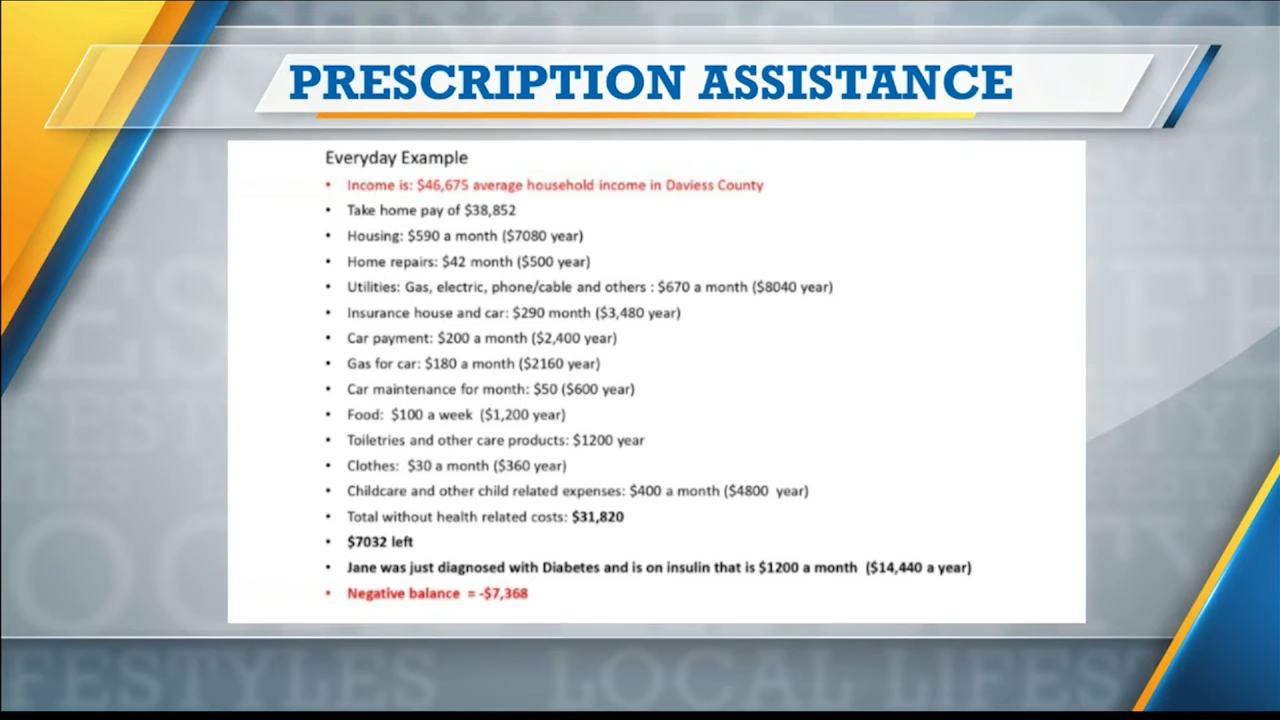 PRESCRIPTION ASSISTANCE
Everyday Example
• Income is: $46,675 average household income in Daviess County
• Take home pay of $38,852
• Housing: $590 a month ($7080 year)
• Home repairs: $42 month ($500 year)
• Utilities: Gas, electric, phone/cable and others : $670 a month ($8040 year)
• Insurance house and car: $290 month ($3,480 year)
• Car payment: $200 a month ($2,400 year)
• Gas for car: $180 a month ($2160 year)
• Car maintenance for month: $50 ($600 year)
• Food: $100 a week ($1,200 year)
• Toiletries and other care products: $1200 year
• Clothes: $30 a month ($360 year)
• Childcare and other child related expenses: $400 a month ($4800 year)
• Total without health related costs: $31,820
• $7032 left
• Jane was just diagnosed with Diabetes and is on insulin that is $1200 a month ($14,440 a year)
• Negative balance = -$7,368
FESTYLES LOCAL LIFEST